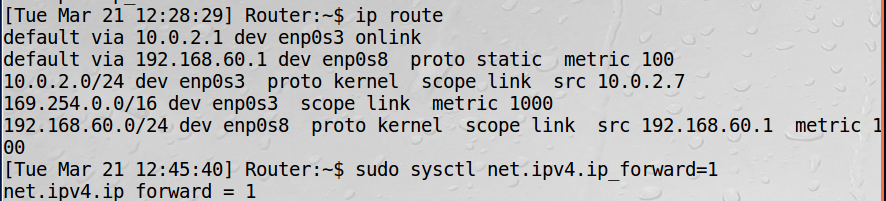 [Tue Mar 21 12:28:29] Router:~$ ip route
default via 10.0.2.1 dev enp0s3 onlink
default via 192.168.60.1 dev enp0s8  proto static  metric 100
10.0.2.0/24 dev enp0s3  proto kernel  scope link  src 10.0.2.7
169.254.0.0/16 dev enp0s3  scope link  metric 1000
192.168.60.0/24 dev enp0s8  proto kernel  scope link  src 192.168.60.1  metric 1
00
[Tue Mar 21 12:45:40] Router:~$ sudo sysctl net.ipv4.ip_forward=1
net.ipv4.ip_forward = 1